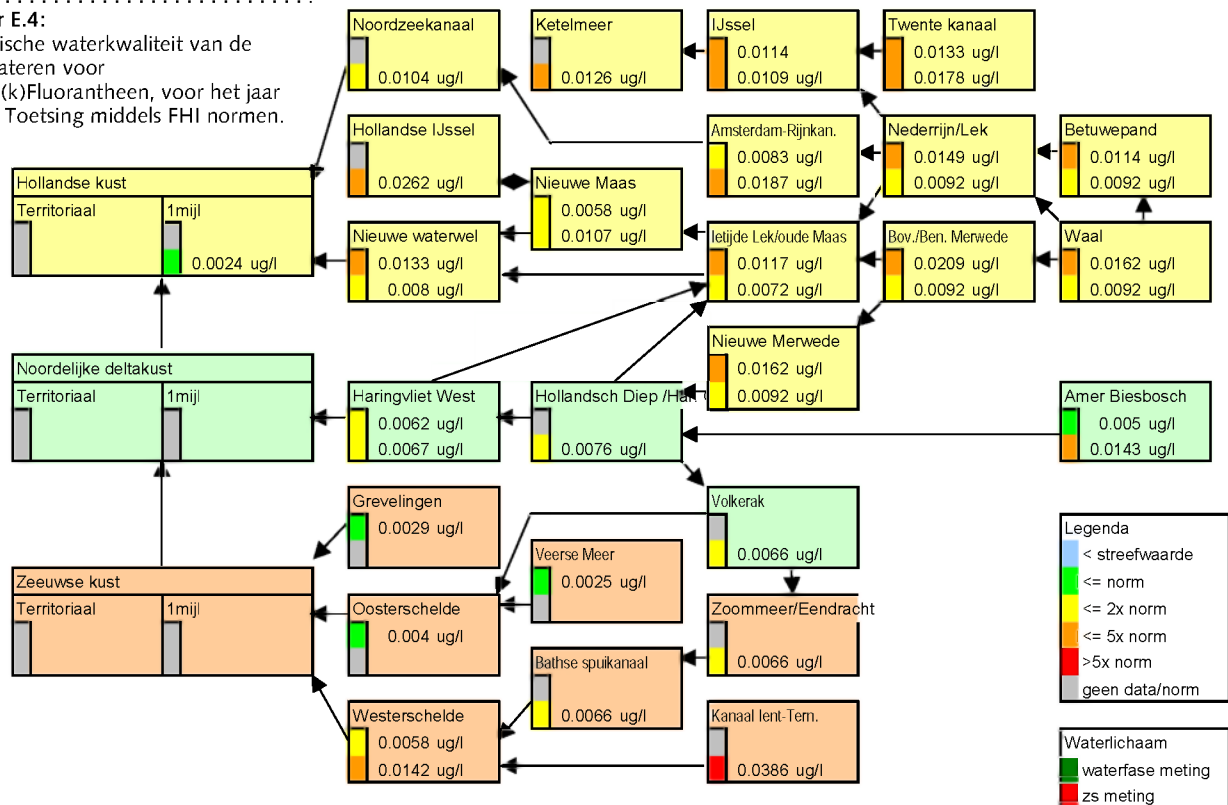 r E.4:
ische waterkwaliteit van de
ateren voor
(k)Fluorantheen, voor het jaar
Toetsing middels FHI normen.
Noordzeekanaal
0.0104 ug/l
Ketelmeer
0.0126 ug/l
IJssel
0.0114
0.0109 ug/l
Twente kanaal
0.0133 ug/l
0.0178 ug/l
Hollandse IJssel
0.0262 ug/l
Amsterdam-Rijnkan.
0.0083 ug/l
0.0187 ug/l
Nederrijn/Lek
0.0149 ug/l
0.0092 ug/l
Betuwepand
0.0114 ug/l
0.0092 ug/l
Hollandse kust
Territoriaal
1mijl
0.0024 ug/l
Nieuwe Maas
0.0058 ug/l
0.0107 ug/l
Nieuwe waterwel
0.0133 ug/l
0.008 ug/l
letijde Lek/oude Maas
0.0117 ug/l
0.0072 ug/l
Bov./Ben. Merwede
0.0209 ug/l
0.0092 ug/l
Waal
0.0162 ug/l
0.0092 ug/l
Nieuwe Merwede
0.0162 ug/l
0.0092 ug/l
Noordelijke deltakust
Territoriaal
1mijl
Haringvliet West
0.0062 ug/l
0.0067 ug/l
Hollandsch Diep /Har.
0.0076 ug/l
Amer Biesbosch
0.005 ug/l
0.0143 ug/l
Grevelingen
0.0029 ug/l
Volkerak
0.0066 ug/l
Veerse Meer
0.0025 ug/l
Zeeuwse kust
Territoriaal
1mijl
Oosterschelde
0.004 ug/l
Zoommeer/Eendracht
0.0066 ug/l
Bathse spuikanaal
0.0066 ug/l
Westerschelde
0.0058 ug/l
0.0142 ug/l
Kanaal lent-Tern.
0.0386 ug/l
Legenda
< streefwaarde
<= norm
<= 2x norm
<= 5x norm
>5x norm
geen data/norm
Waterlichaam
waterfase meting
zs meting